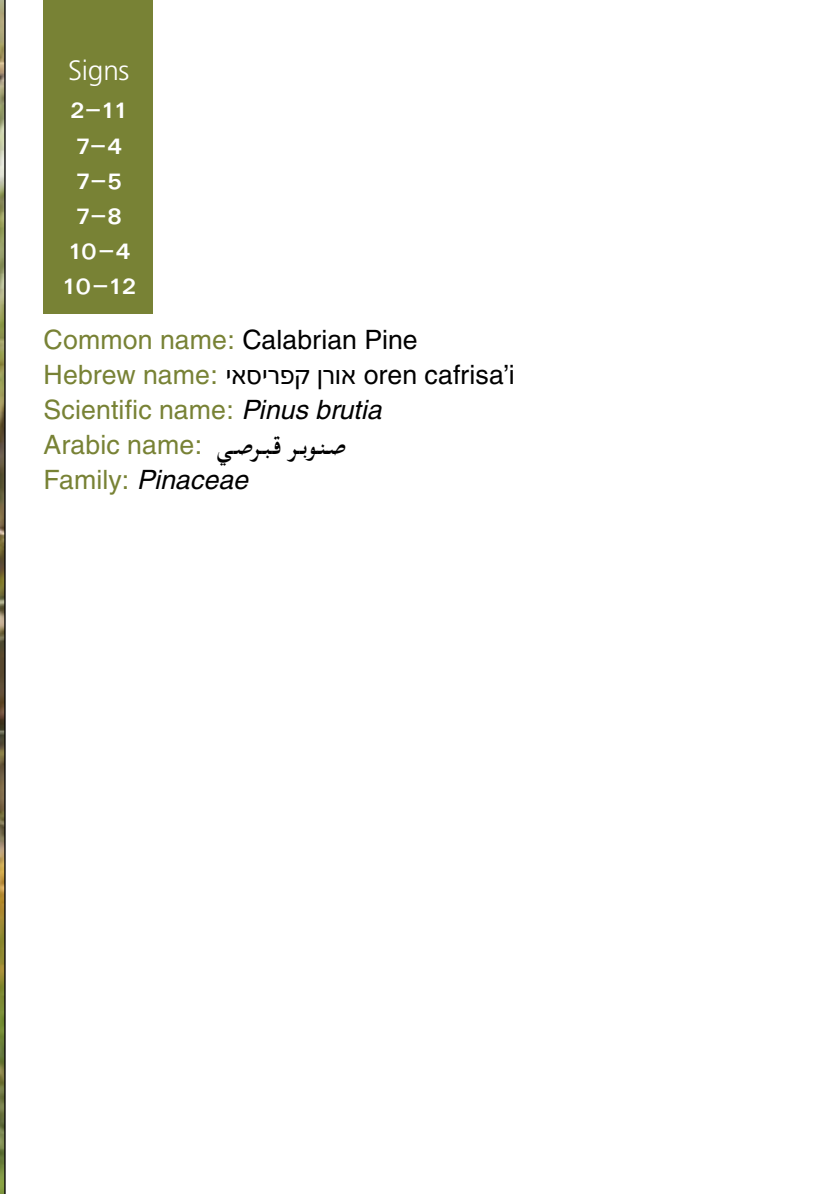 Signs
2–11
7–4
7–5
7–8
10–4
10–12
Common name: Calabrian Pine
Hebrew name: אורן קפריסאי oren cafrisa’i
Scientific name: Pinus brutia
Arabic name: صنوبر قبرصي
Family: Pinaceae